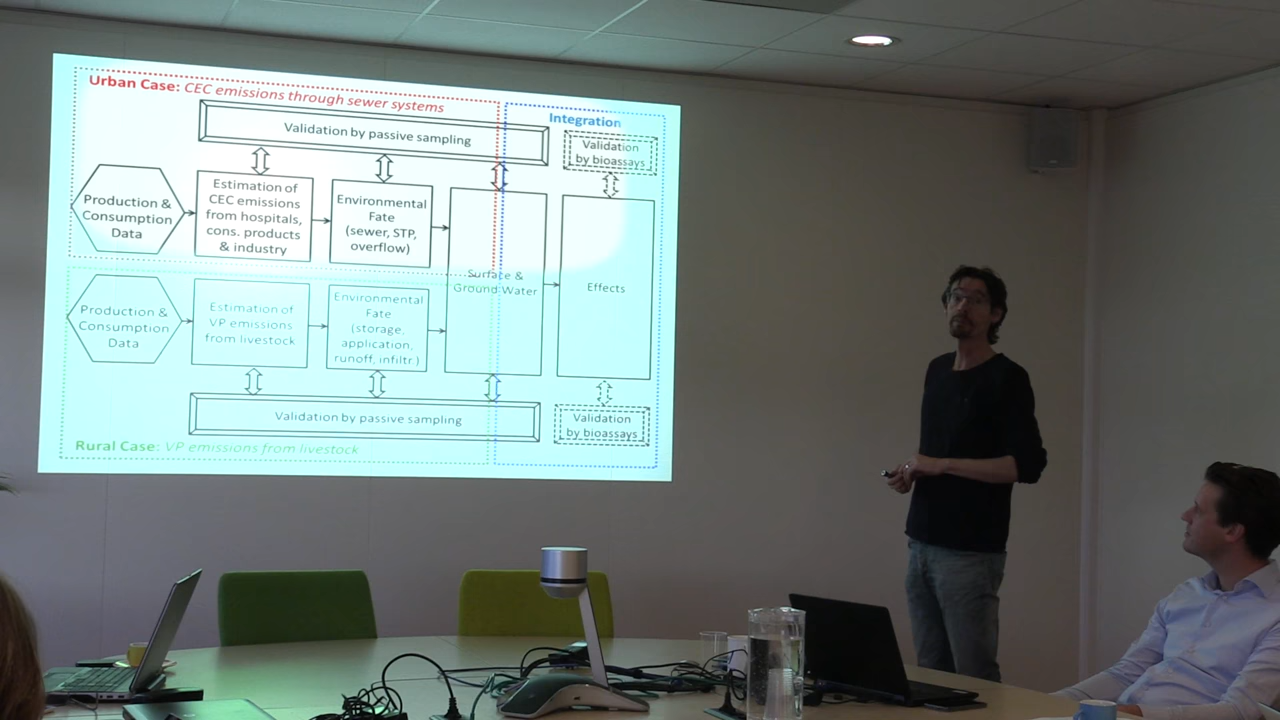 Urban Case: CEC emissions through sewer systems
Integration
Validation by passive sampling
Validation
by bioassays
Production &
Consumption
Data
Estimation of
CEC emissions
from hospitals,
cons. products
& industry
Environmental
Fate
(sewer, STP,
overflow)
Surface &
Ground Water
Effects
Production &
Consumption
Data
Estimation of
VP emissions
from livestock
Environmental
Fate
(storage,
application,
runoff, infiltr.)
Validation by passive sampling
Validation
by bioassays
Rural Case: VP emissions from livestock